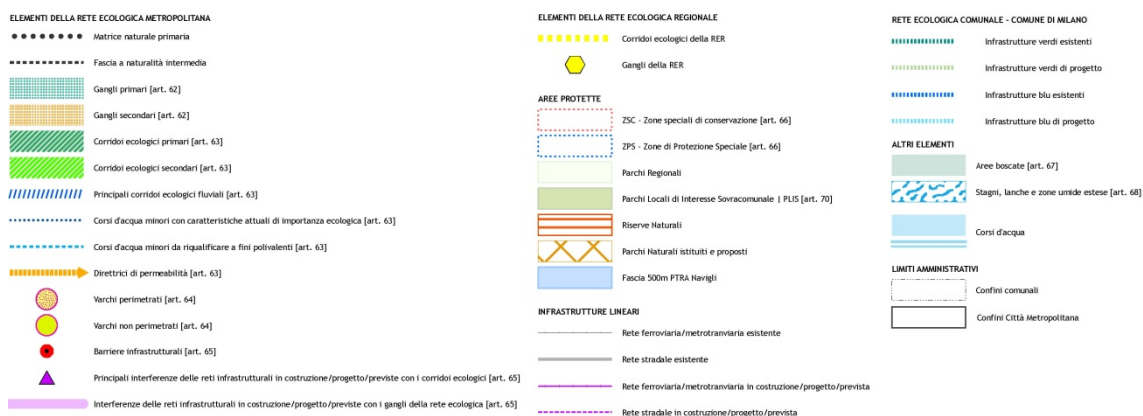 ELEMENTI DELLA RETE ECOLOGICA METROPOLITANA
Matrice naturale primaria
Fascia a naturalità intermedia
Gangli primari [art. 62]
Gangli secondari [art. 62]
Corridoi ecologici primari [art. 63]
Corridoi ecologici secondari [art. 63]
Principali corridoi ecologici fluviali [art. 63]
Corsi d'acqua minori con caratteristiche attuali di importanza ecologica [art. 63]
Corsi d'acqua minori da riqualificare a fini polivalenti [art. 63]
Direttrici di permeabilità [art. 63]
Varchi perimetrati [art. 64]
Varchi non perimetrati [art. 64]
Barriere infrastrutturali [art. 65]
Principali interferenze delle reti infrastrutturali in costruzione/progetto/previste con i corridoi ecologici [art. 65]
Interferenze delle reti infrastrutturali in costruzione/progetto/previste con i gangli della rete ecologica [art. 65]
ELEMENTI DELLA RETE ECOLOGICA REGIONALE
Corridoi ecologici della RER
Gangli della RER
AREE PROTETTE
ZSC - Zone speciali di conservazione [art. 66]
ZPS - Zone di Protezione Speciale [art. 66]
Parchi Regionali
Parchi Locali di Interesse Sovracomunale | PLIS [art. 70]
Riserve Naturali
Parchi Naturali istituiti e proposti
Fascia 500m PTRA Navigli
INFRASTRUTTURE LINEARI
Rete ferroviaria/metrotranviaria esistente
Rete stradale esistente
Rete ferroviaria/metrotranviaria in costruzione/progetto/prevista
Rete stradale in costruzione/progetto/prevista
RETE ECOLOGICA COMUNALE - COMUNE DI MILANO
Infrastrutture verdi esistenti
Infrastrutture verdi di progetto
Infrastrutture blu esistenti
Infrastrutture blu di progetto
ALTRI ELEMENTI
Aree boscate [art. 67]
Stagni, lanche e zone umide estese [art. 68]
Corsi d'acqua
LIMITI AMMINISTRATIVI
Confini comunali
Confini Città Metropolitana